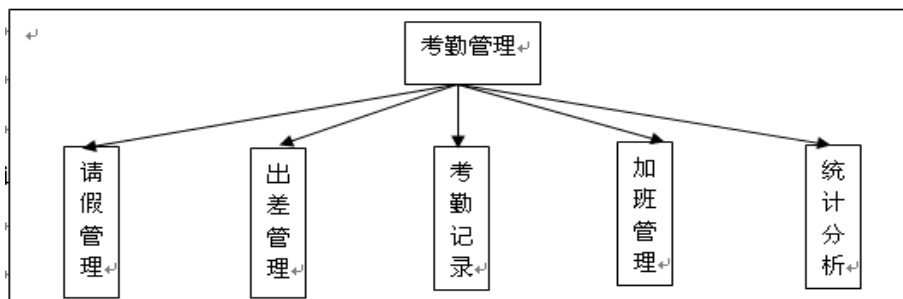 考勤管理
请假管理
出差管理
考勤记录
加班管理
统计分析